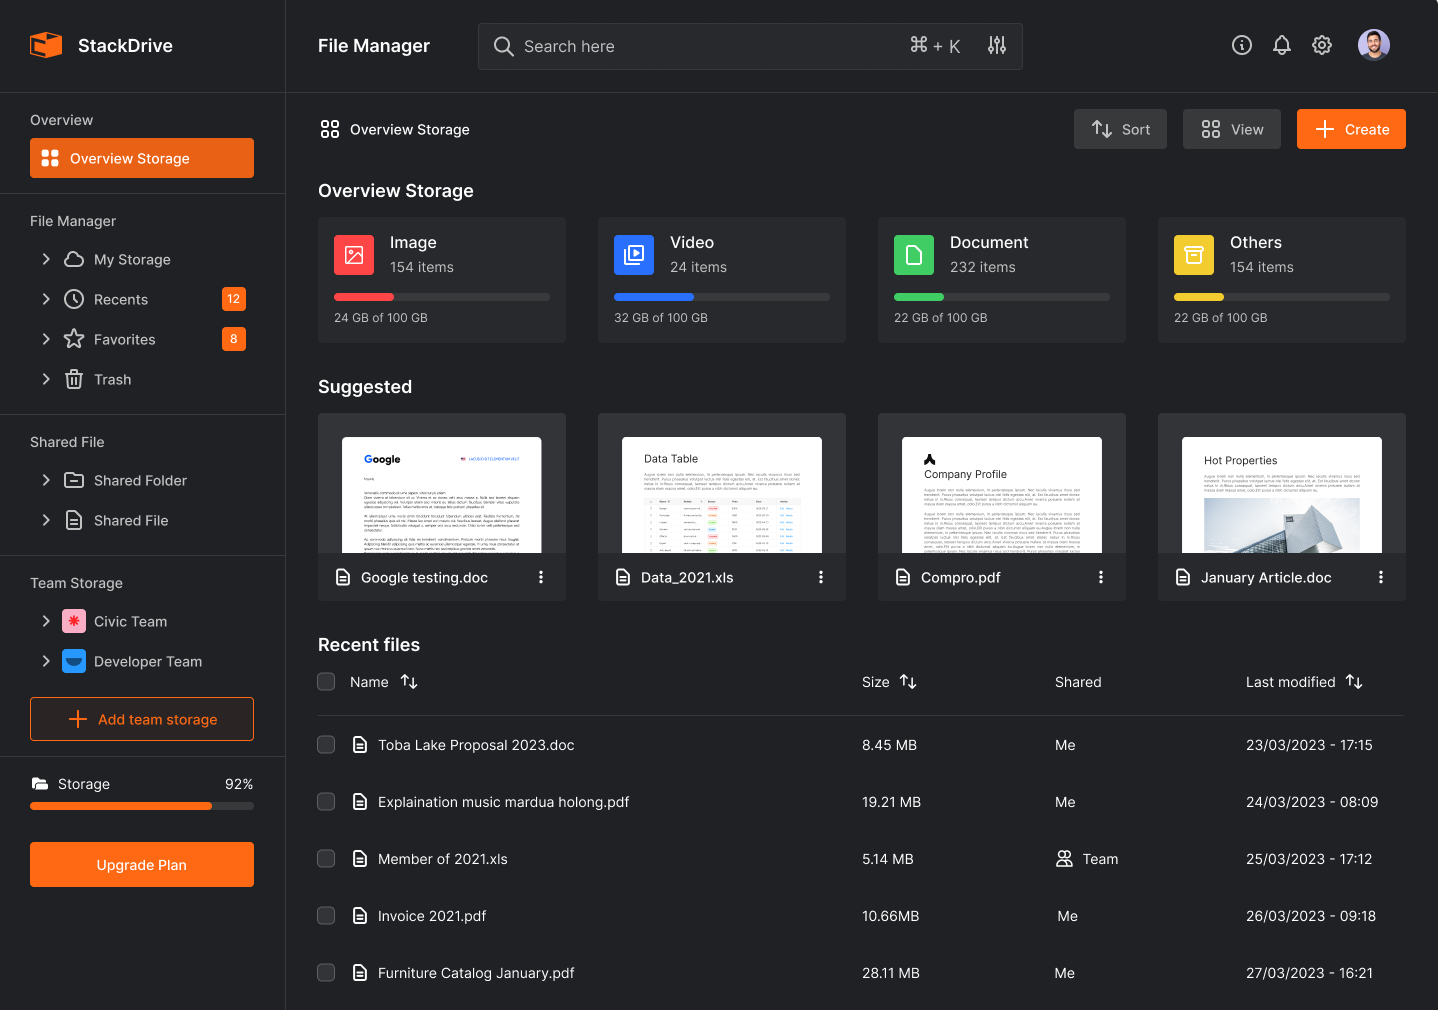 StackDrive
File Manager
Search here
⌘ + K
Overview
Overview Storage
File Manager
My Storage
Recents
12
Favorites
8
Trash
Shared File
Shared Folder
Shared File
Team Storage
Civic Team
Developer Team
Add team storage
Storage
92%
Upgrade Plan
Overview Storage
Sort
View
Create
Overview Storage
Image
154 items
24 GB of 100 GB
Video
24 items
32 GB of 100 GB
Document
232 items
22 GB of 100 GB
Others
154 items
22 GB of 100 GB
Suggested
Google
Google testing.doc
Data Table
Data_2021.xls
Company Profile
Compro.pdf
Hot Properties
January Article.doc
Recent files
Name Size Shared Last modified
Toba Lake Proposal 2023.doc 8.45 MB Me 23/03/2023 - 17:15
Explaination music mardua holong.pdf 19.21 MB Me 24/03/2023 - 08:09
Member of 2021.xls 5.14 MB Team 25/03/2023 - 17:12
Invoice 2021.pdf 10.66MB Me 26/03/2023 - 09:18
Furniture Catalog January.pdf 28.11 MB Me 27/03/2023 - 16:21